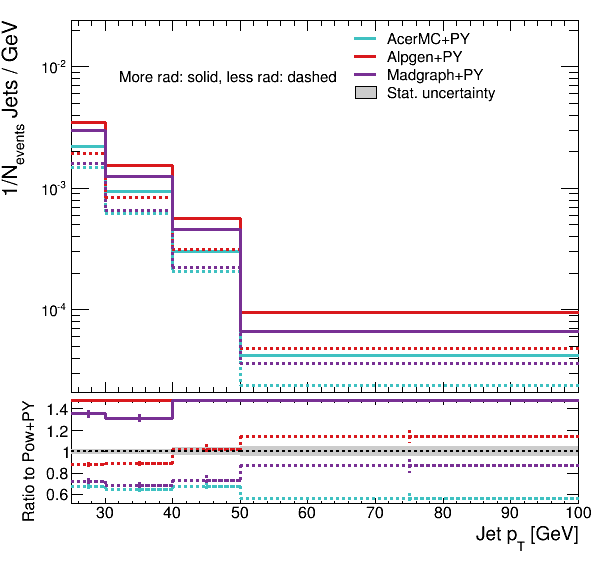 1/N_events Jets / GeV
10^-2
10^-3
10^-4
AcerMC+PY
Alpgen+PY
Madgraph+PY
Stat. uncertainty
More rad: solid, less rad: dashed
Ratio to Pow+PY
1.4
1.2
1
0.8
0.6
30 40 50 60 70 80 90 100
Jet p_T [GeV]